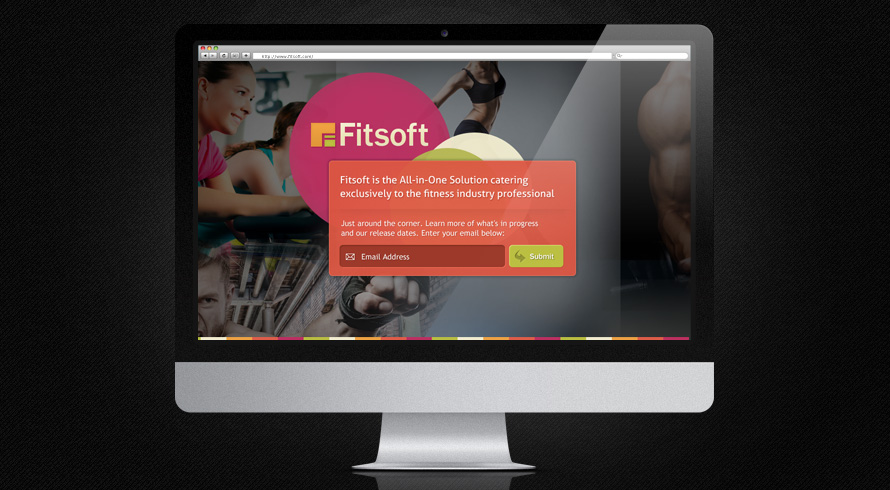 http://www.fitsoft.com/
Fitsoft
Fitsoft is the All-in-One Solution catering
exclusively to the fitness industry professional
Just around the corner. Learn more of what's in progress
and our release dates. Enter your email below:
Email Address
Submit